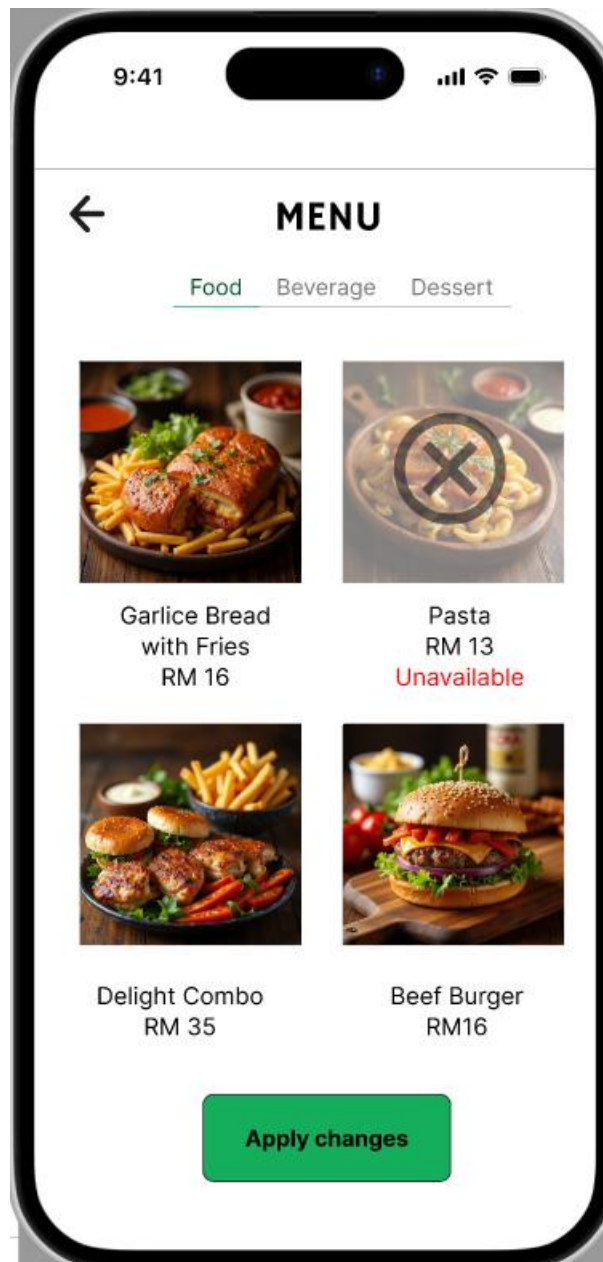 9:41
MENU
Food Beverage Dessert
Garlice Bread
with Fries
RM 16
Pasta
RM 13
Unavailable
Delight Combo
RM 35
Beef Burger
RM16
Apply changes